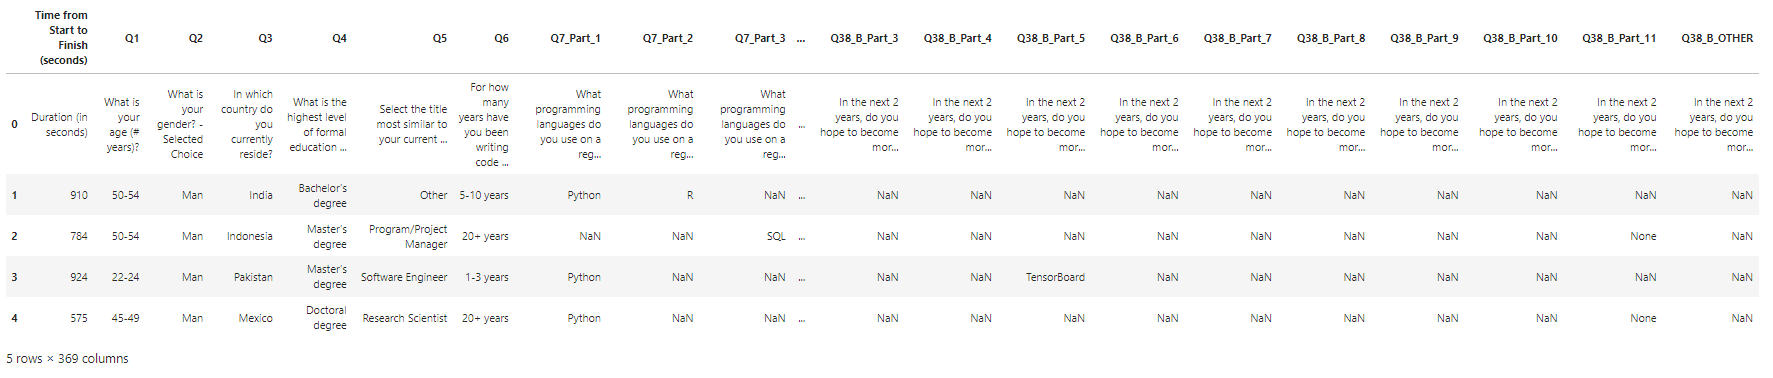 Time from Start to Finish (seconds) Q1 Q2 Q3 Q4 Q5 Q6 Q7_Part_1 Q7_Part_2 Q7_Part_3 ... Q38_B_Part_3 Q38_B_Part_4 Q38_B_Part_5 Q38_B_Part_6 Q38_B_Part_7 Q38_B_Part_8 Q38_B_Part_9 Q38_B_Part_10 Q38_B_Part_11 Q38_B_OTHER
0 Duration (in seconds) What is your age (# years)? What is your gender? - Selected Choice In which country do you currently reside? What is the highest level of formal education ... Select the title most similar to your current ... For how many years have you been writing code ... What programming languages do you use on a reg... What programming languages do you use on a reg... What programming languages do you use on a reg... ... In the next 2 years, do you hope to become mor... In the next 2 years, do you hope to become mor... In the next 2 years, do you hope to become mor... In the next 2 years, do you hope to become mor... In the next 2 years, do you hope to become mor... In the next 2 years, do you hope to become mor... In the next 2 years, do you hope to become mor... In the next 2 years, do you hope to become mor... In the next 2 years, do you hope to become mor... In the next 2 years, do you hope to become mor...
1 910 50-54 Man India Bachelor's degree Other 5-10 years Python R NaN ... NaN NaN NaN NaN NaN NaN NaN NaN NaN NaN
2 784 50-54 Man Indonesia Master's degree Program/Project Manager 20+ years NaN NaN SQL ... NaN NaN NaN NaN NaN NaN NaN NaN None NaN
3 924 22-24 Man Pakistan Master's degree Software Engineer 1-3 years Python NaN NaN ... NaN NaN TensorBoard NaN NaN NaN NaN NaN NaN NaN
4 575 45-49 Man Mexico Doctoral degree Research Scientist 20+ years Python NaN NaN ... NaN NaN NaN NaN NaN NaN NaN NaN None NaN
5 rows × 369 columns